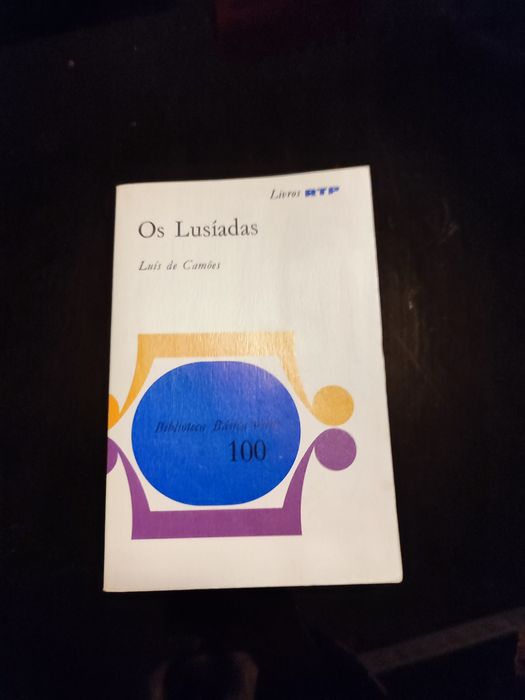 Livros RTP
Os Lusíadas
Luís de Camões
Biblioteca Básica
100